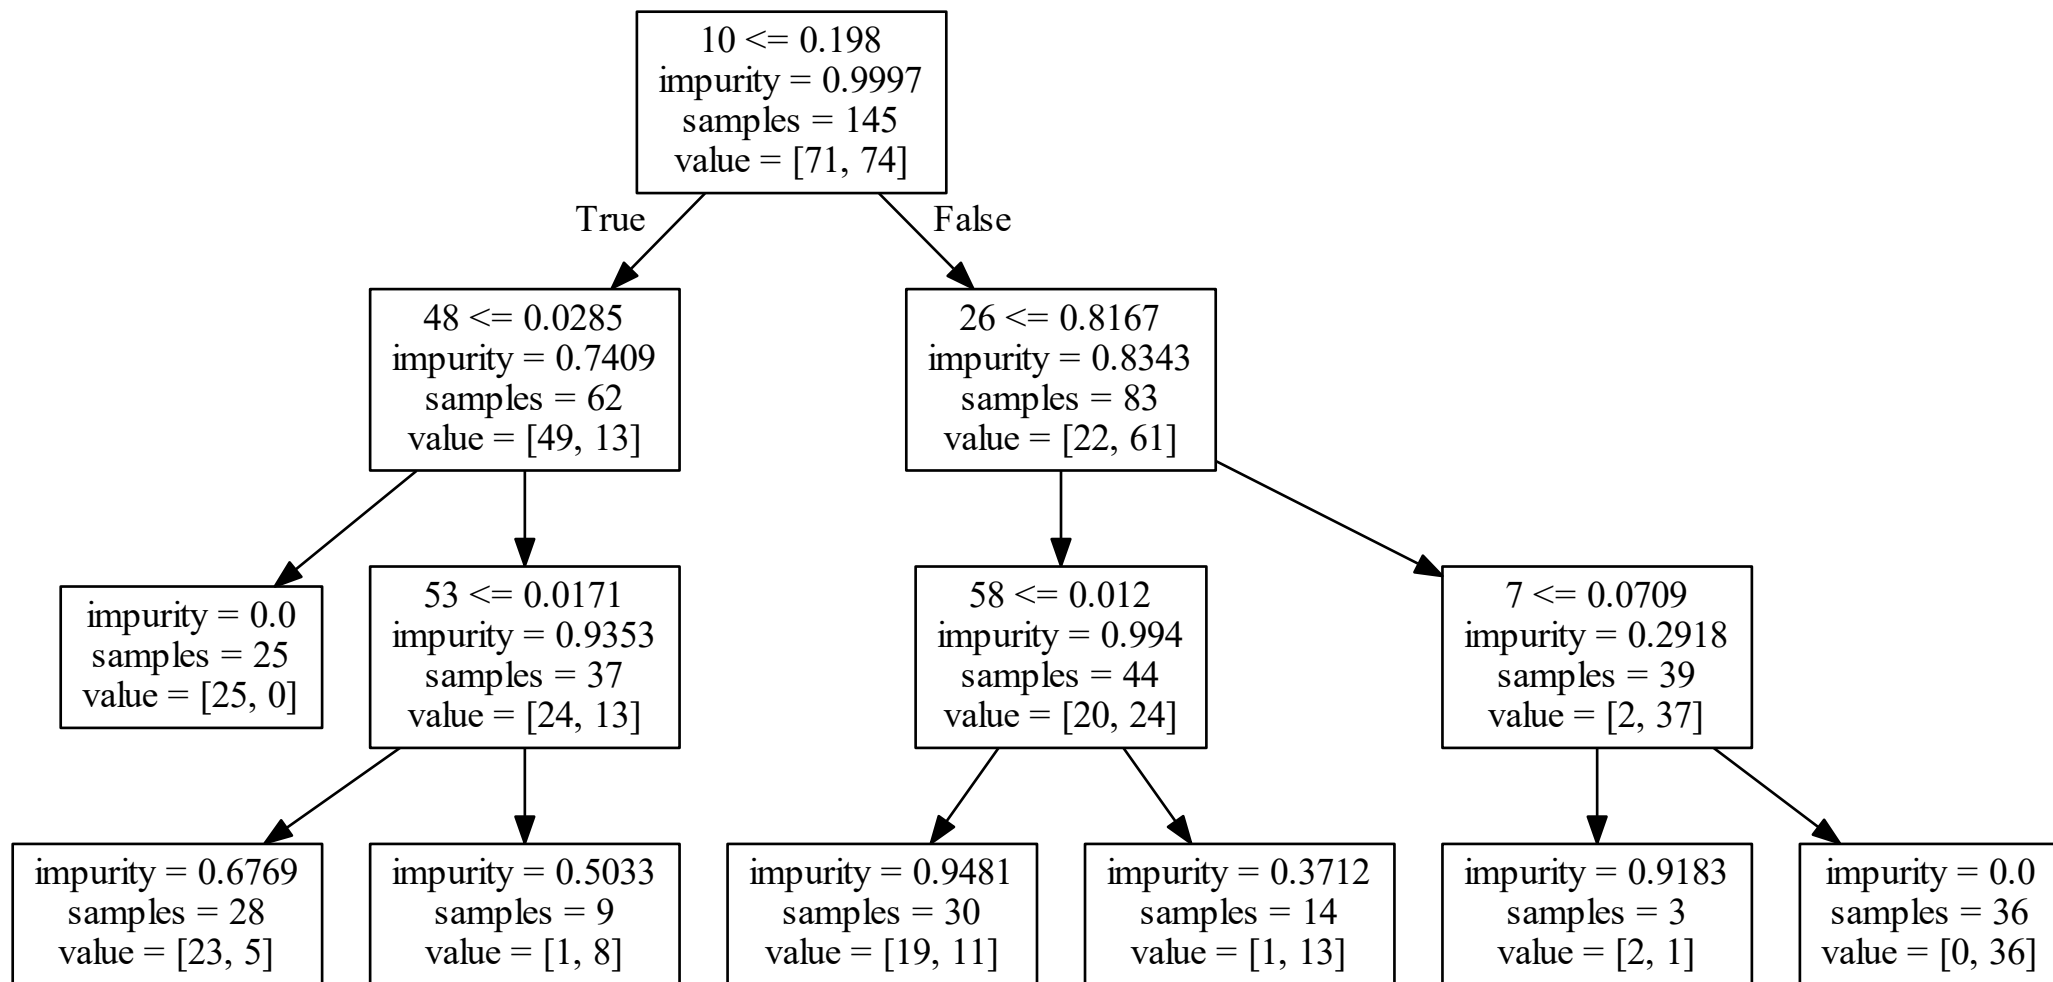 10 <= 0.198
impurity = 0.9997
samples = 145
value = [71, 74]
True
False
48 <= 0.0285
impurity = 0.7409
samples = 62
value = [49, 13]
26 <= 0.8167
impurity = 0.8343
samples = 83
value = [22, 61]
impurity = 0.0
samples = 25
value = [25, 0]
53 <= 0.0171
impurity = 0.9353
samples = 37
value = [24, 13]
58 <= 0.012
impurity = 0.994
samples = 44
value = [20, 24]
7 <= 0.0709
impurity = 0.2918
samples = 39
value = [2, 37]
impurity = 0.6769
samples = 28
value = [23, 5]
impurity = 0.5033
samples = 9
value = [1, 8]
impurity = 0.9481
samples = 30
value = [19, 11]
impurity = 0.3712
samples = 14
value = [1, 13]
impurity = 0.9183
samples = 3
value = [2, 1]
impurity = 0.0
samples = 36
value = [0, 36]